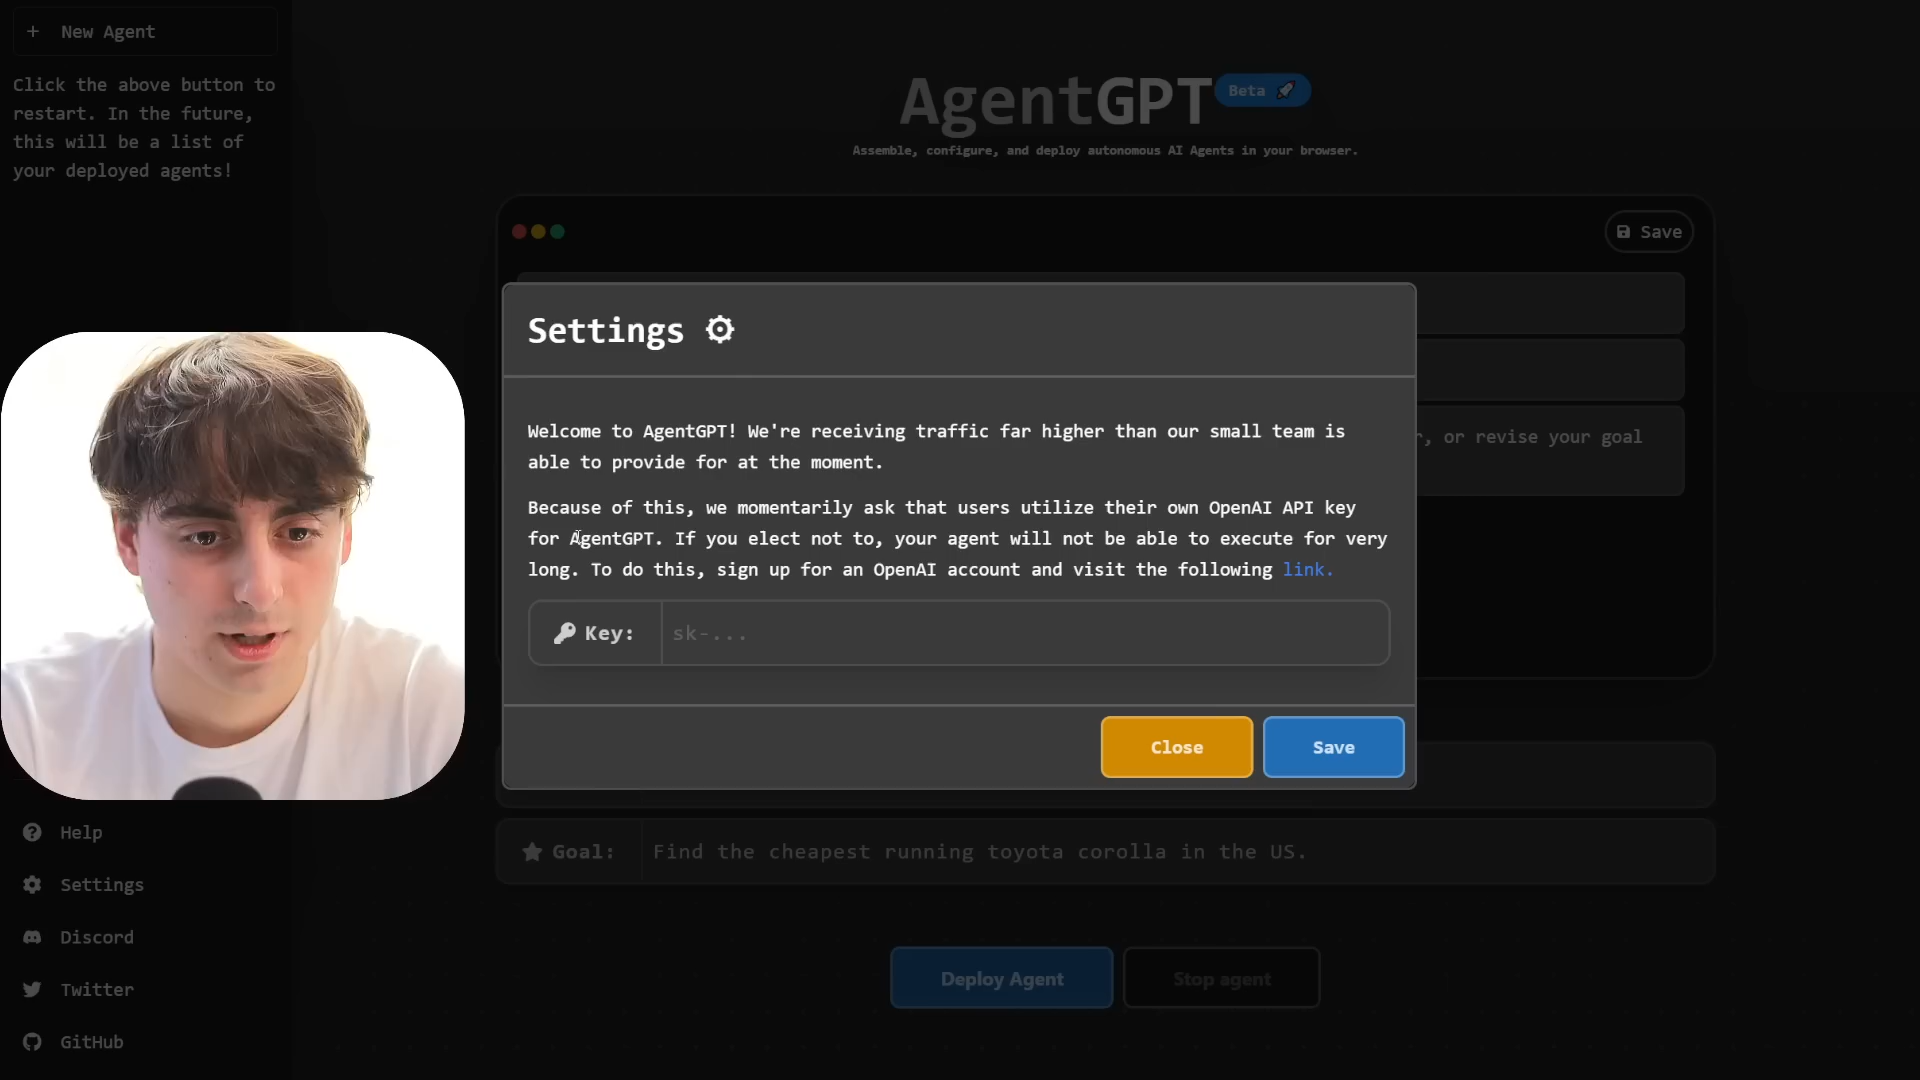 + New Agent
Click the above button to
restart. In the future,
this will be a list of
your deployed agents!
AgentGPT
Beta
Assemble, configure, and deploy autonomous AI Agents in your browser.
Save
Settings
, or revise your goal
Welcome to AgentGPT! We're receiving traffic far higher than our small team is
able to provide for at the moment.
Because of this, we momentarily ask that users utilize their own OpenAI API key
for AgentGPT. If you elect not to, your agent will not be able to execute for very
long. To do this, sign up for an OpenAI account and visit the following link.
Key: sk-...
Close
Save
Goal: Find the cheapest running toyota corolla in the US.
Deploy Agent
Stop agent
Help
Settings
Discord
Twitter
GitHub